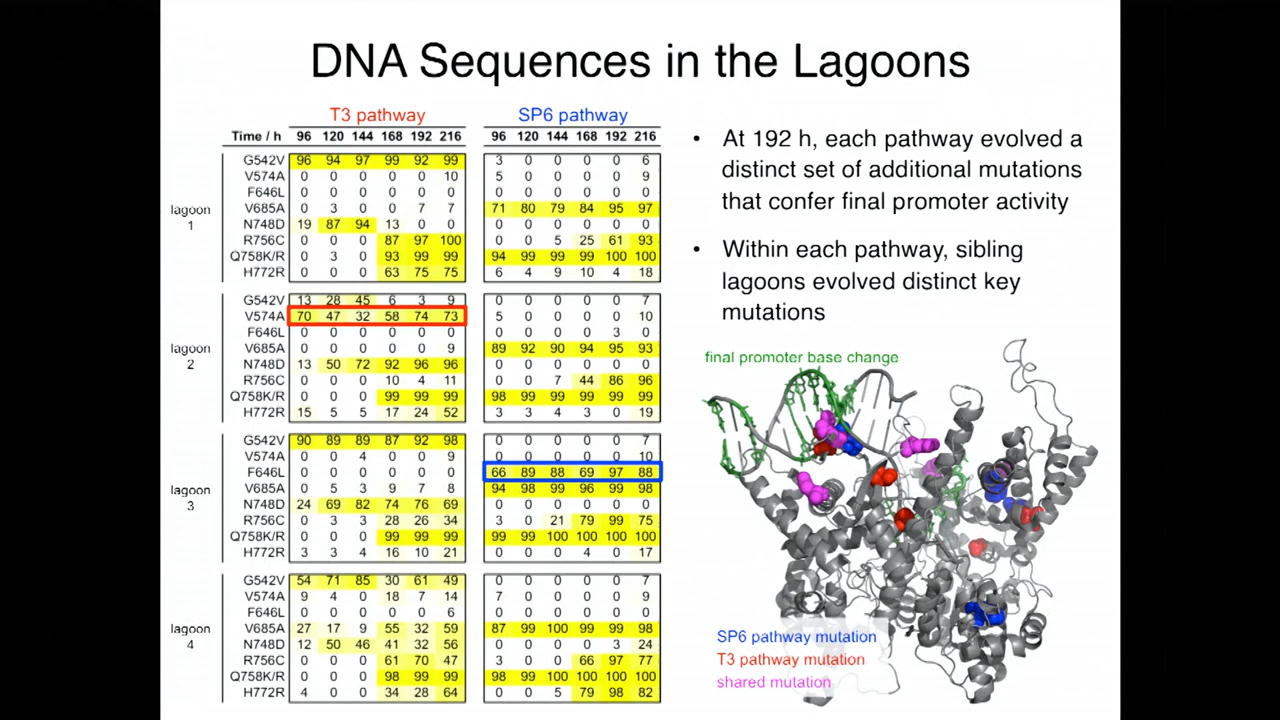 DNA Sequences in the Lagoons
T3 pathway SP6 pathway
Time / h 96 120 144 168 192 216 96 120 144 168 192 216
lagoon 1
G542V 96 94 97 99 92 99 3 0 0 0 0 6
V574A 0 0 0 0 0 10 5 0 0 0 0 9
F646L 0 0 0 0 0 0 0 0 0 0 0 0
V685A 0 3 0 0 7 7 71 80 79 84 95 97
N748D 19 87 94 13 0 0 0 0 0 0 0 0
R756C 0 0 0 87 97 100 0 0 5 25 61 93
Q758K/R 0 3 0 93 99 99 94 99 99 99 100 100
H772R 0 0 0 63 75 75 6 4 9 10 4 18
lagoon 2
G542V 13 28 45 6 3 9 0 0 0 0 0 7
V574A 70 47 32 58 74 73 5 0 0 0 0 10
F646L 0 0 0 0 0 0 0 0 0 0 3 0
V685A 0 0 0 0 0 9 89 92 90 94 95 93
N748D 13 50 72 92 96 96 0 0 0 0 0 0
R756C 0 0 0 10 4 11 0 0 7 44 86 96
Q758K/R 0 0 0 99 99 99 98 99 99 99 99 99
H772R 15 5 5 17 24 52 3 3 4 3 0 19
lagoon 3
G542V 90 89 89 87 92 98 0 0 0 0 0 7
V574A 0 0 4 0 0 9 0 0 0 0 0 10
F646L 0 0 0 0 0 0 66 89 88 69 97 88
V685A 0 5 3 9 7 8 94 98 99 96 99 98
N748D 24 69 82 74 76 69 0 0 0 0 0 0
R756C 0 3 3 28 26 34 3 0 21 79 99 75
Q758K/R 0 0 0 99 99 99 99 99 100 100 100 100
H772R 3 3 4 16 10 21 0 0 0 4 0 17
lagoon 4
G542V 54 71 85 30 61 49 0 0 0 0 0 7
V574A 9 4 0 18 7 14 7 0 0 0 0 9
F646L 0 0 0 0 0 6 0 0 0 0 0 0
V685A 27 17 9 55 32 59 87 99 100 99 99 98
N748D 12 50 46 41 32 56 0 0 0 0 3 24
R756C 0 0 0 61 70 47 3 0 0 66 97 77
Q758K/R 0 0 0 98 99 99 98 99 100 100 100 100
H772R 4 0 0 34 28 64 0 0 5 79 98 82
• At 192 h, each pathway evolved a
distinct set of additional mutations
that confer final promoter activity
• Within each pathway, sibling
lagoons evolved distinct key
mutations
final promoter base change
SP6 pathway mutation
T3 pathway mutation
shared mutation